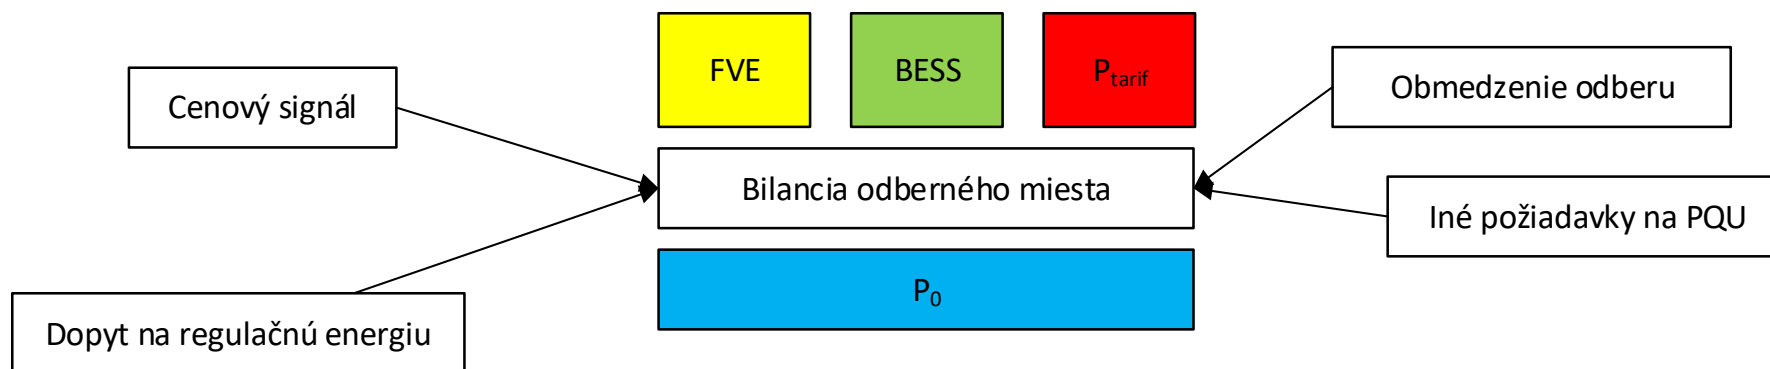 FVE
BESS
Ptarif
Cenový signál
Obmedzenie odberu
Bilancia odberného miesta
Iné požiadavky na PQU
P0
Dopyt na regulačnú energiu